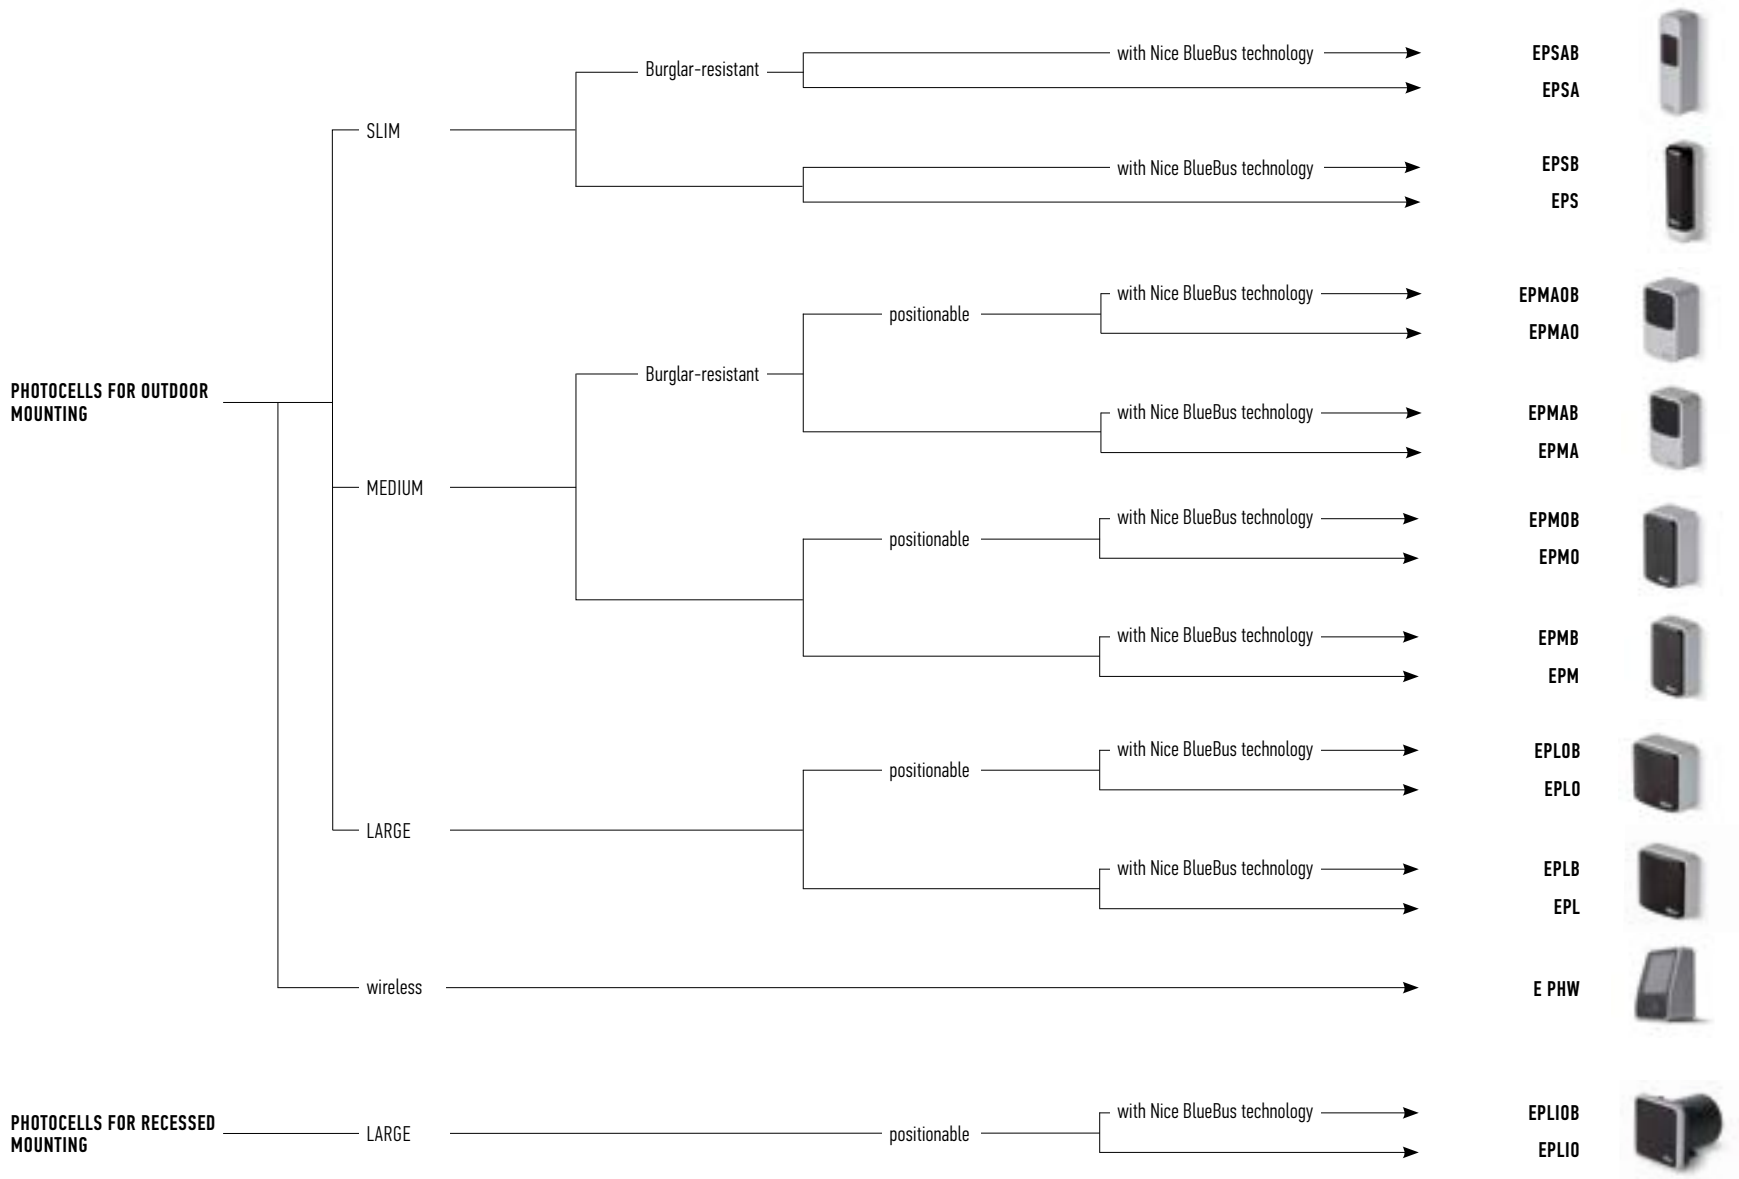 Burglar-resistant
with Nice BlueBus technology
EPSAB
EPSA
SLIM
with Nice BlueBus technology
EPSB
EPS
PHOTOCELLS FOR OUTDOOR
MOUNTING
MEDIUM
Burglar-resistant
positionable
with Nice BlueBus technology
EPMAOB
EPMAO
with Nice BlueBus technology
EPMAB
EPMA
positionable
with Nice BlueBus technology
EPMOB
EPMO
with Nice BlueBus technology
EPMB
EPM
LARGE
positionable
with Nice BlueBus technology
EPLOB
EPLO
with Nice BlueBus technology
EPLB
EPL
wireless
E PHW
PHOTOCELLS FOR RECESSED
MOUNTING
LARGE
positionable
with Nice BlueBus technology
EPLIOB
EPLIO